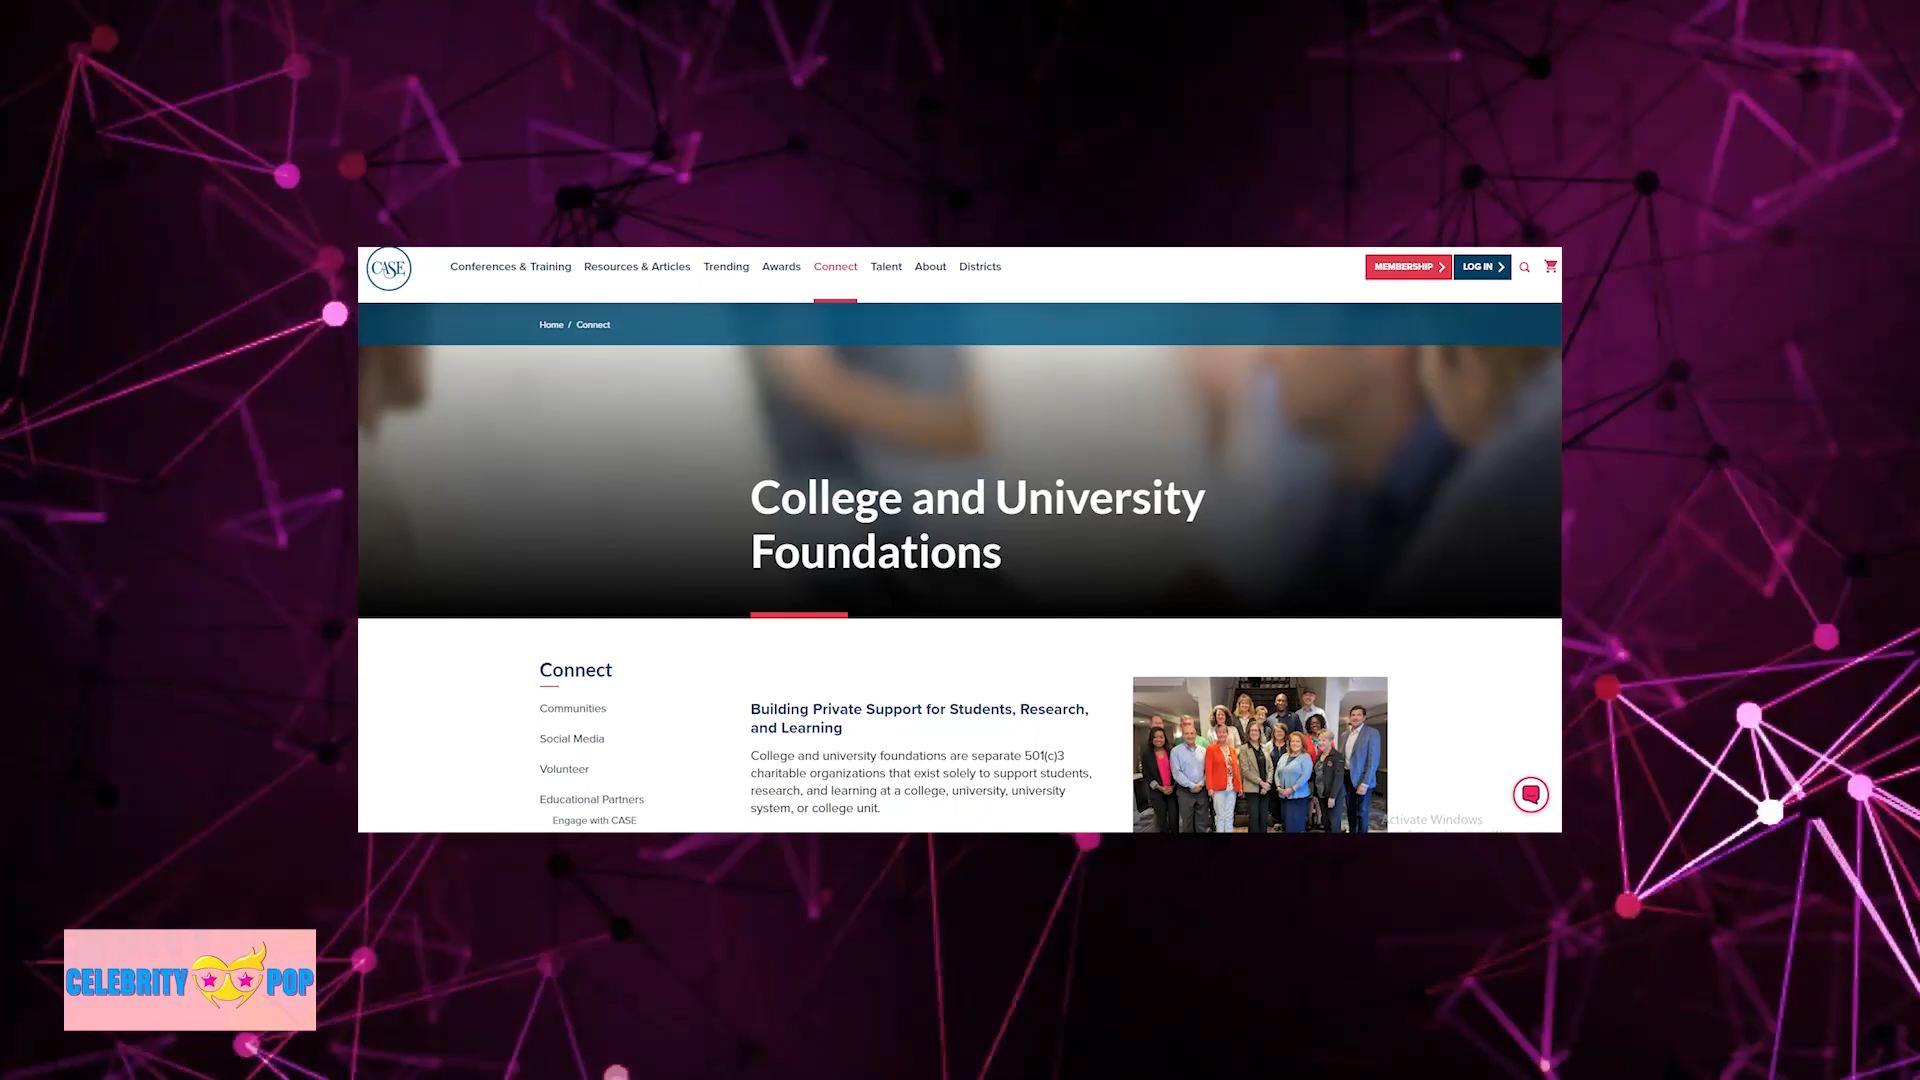 CASE
Conferences & Training Resources & Articles Trending Awards Connect Talent About Districts
MEMBERSHIP LOG IN
Home / Connect
College and University
Foundations
Connect
Communities
Social Media
Volunteer
Educational Partners
Engage with CASE
Building Private Support for Students, Research,
and Learning
College and university foundations are separate 501(c)3
charitable organizations that exist solely to support students,
research, and learning at a college, university, university
system, or college unit.
Activate Windows
CELEBRITY POP